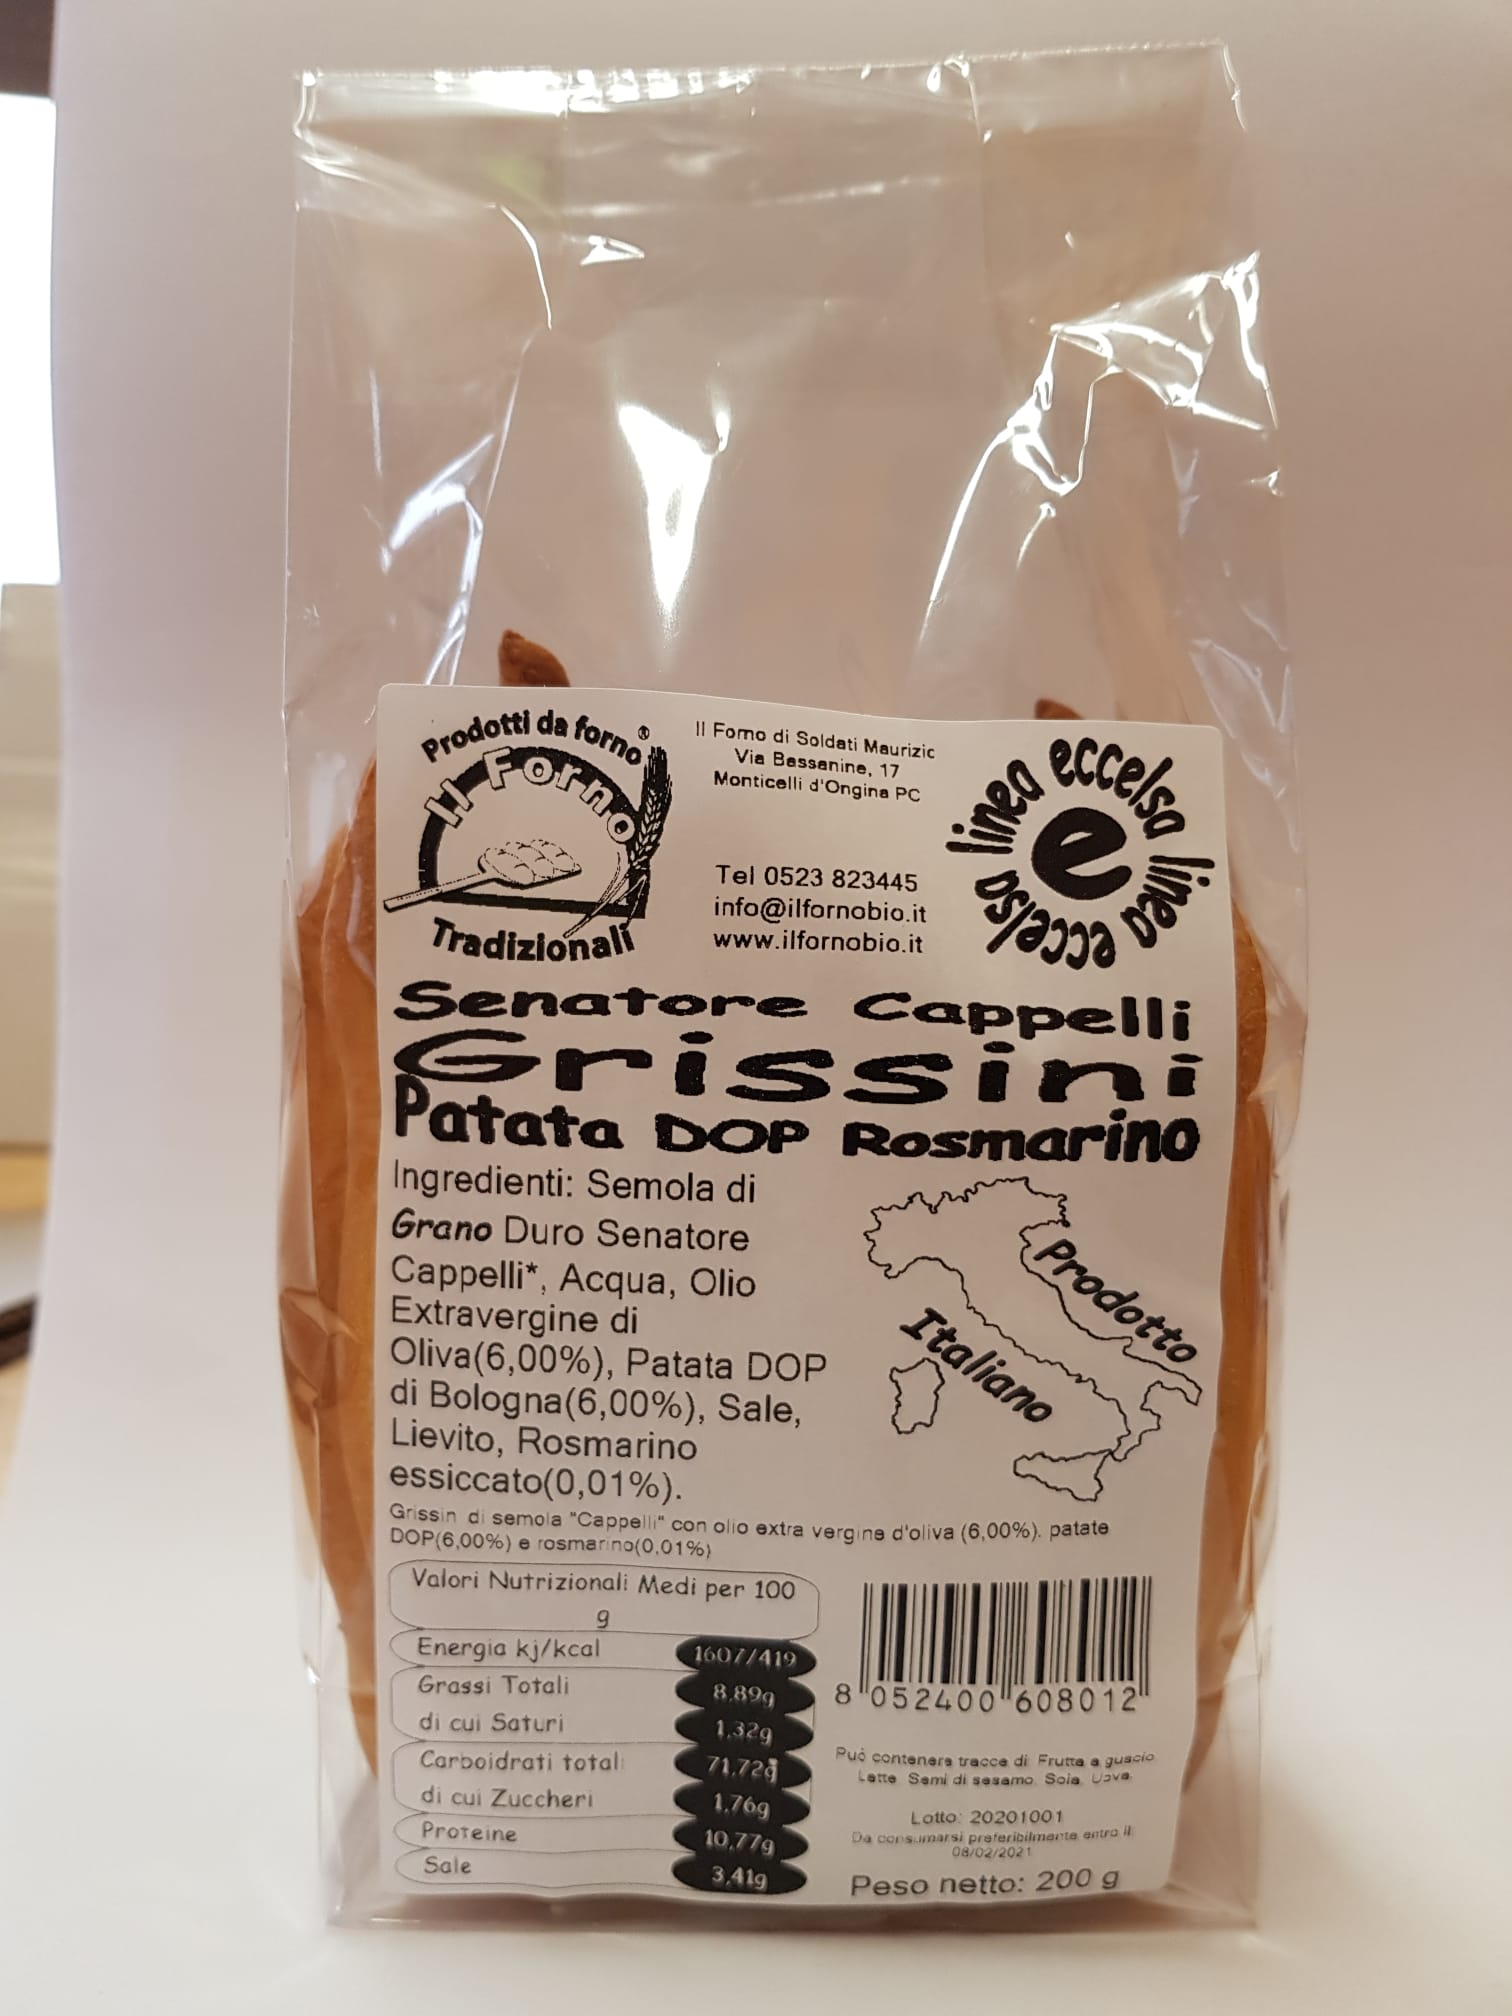 Prodotti da forno®
Il Forno
Tradizionali
Il Forno di Soldati Maurizio
Via Bessanine, 17
Monticelli d'Ongina PC
Tel 0523 823445
info@ilfornobio.it
www.ilfornobio.it
linea eccelsa linea eccelsa
e
Senatore Cappelli
Grissini
Patata DOP Rosmarino
Ingredienti: Semola di
Grano Duro Senatore
Cappelli*, Acqua, Olio
Extravergine di
Oliva(6,00%), Patata DOP
di Bologna(6,00%), Sale,
Lievito, Rosmarino
essiccato(0,01%).
Prodotto
Italiano
Grissin di semola "Cappelli" con olio extra vergine d'oliva (6,00%). patate
DOP(6,00%) e rosmarino(0,01%)
Valori Nutrizionali Medi per 100
g
Energia kj/kcal 1607/419
Grassi Totali 8,89g
di cui Saturi 1,32g
Carboidrati totali 71,72g
di cui Zuccheri 1,76g
Proteine 10,77g
Sale 3,41g
8 052400 608012
Può contenere tracce di: Frutta a guscio
Latte Semi di sesamo Soia Uova
Lotto: 20201001
Da consumarsi preferibilmente entro il:
08/02/2021
Peso netto: 200 g